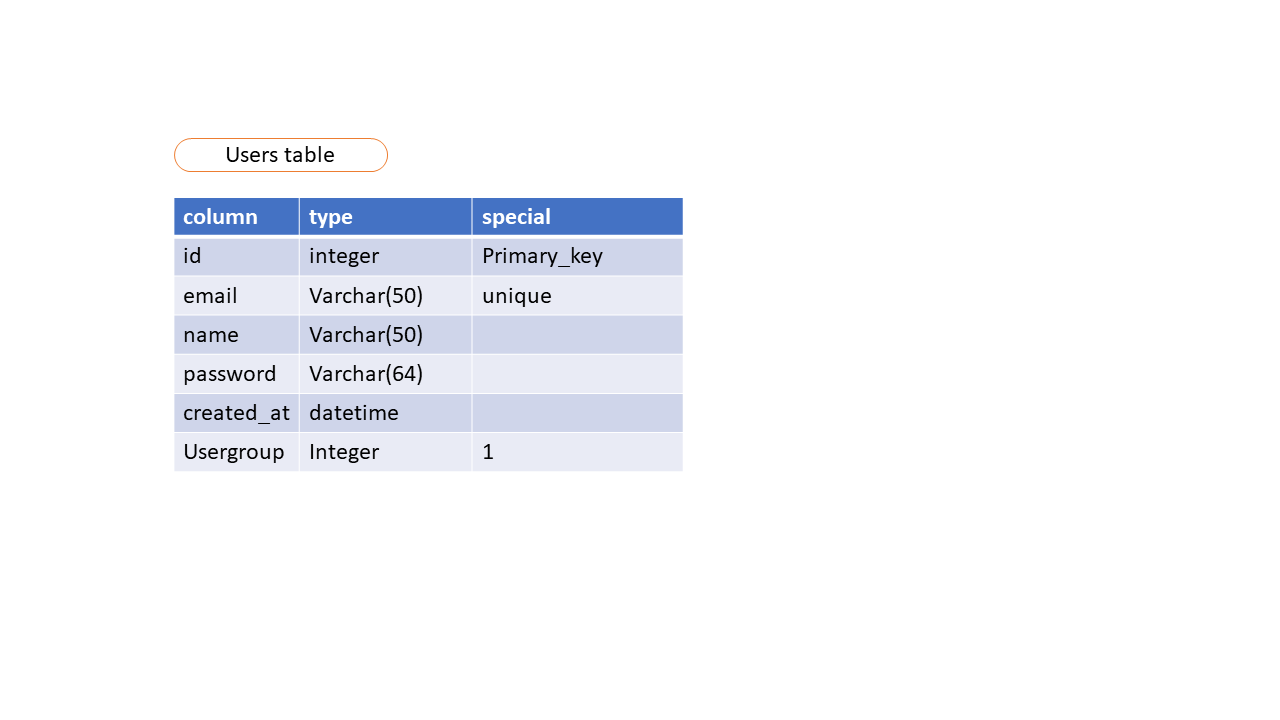 Users table
column type special
id integer Primary_key
email Varchar(50) unique
name Varchar(50)
password Varchar(64)
created_at datetime
Usergroup Integer 1